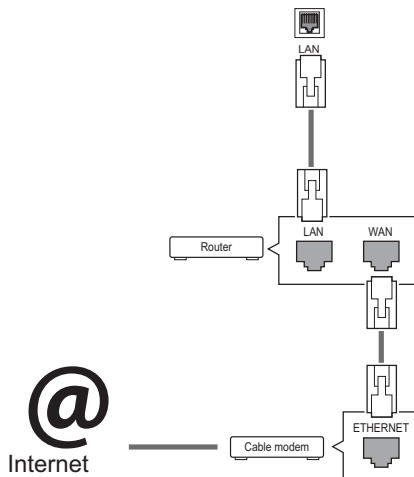 LAN
LAN WAN
Router
ETHERNET
@
Internet
Cable modem